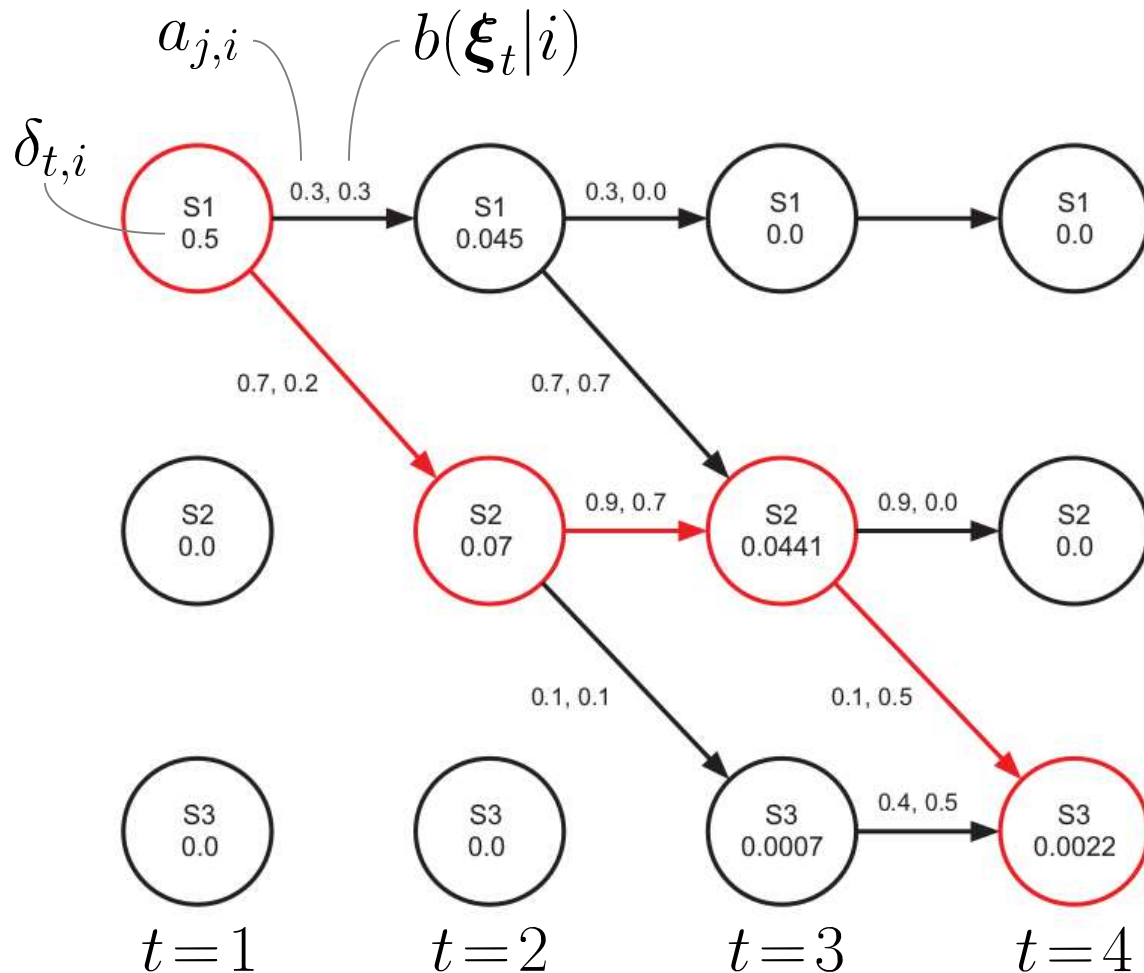 a_{j,i}
b(ξ_t|i)
δ_{t,i}
S1
0.5
0.3, 0.3
S1
0.045
0.3, 0.0
S1
0.0
S1
0.0
0.7, 0.2
0.7, 0.7
S2
0.0
S2
0.07
0.9, 0.7
S2
0.0441
0.9, 0.0
S2
0.0
0.1, 0.1
0.1, 0.5
S3
0.0
S3
0.0
S3
0.0007
0.4, 0.5
S3
0.0022
t=1
t=2
t=3
t=4